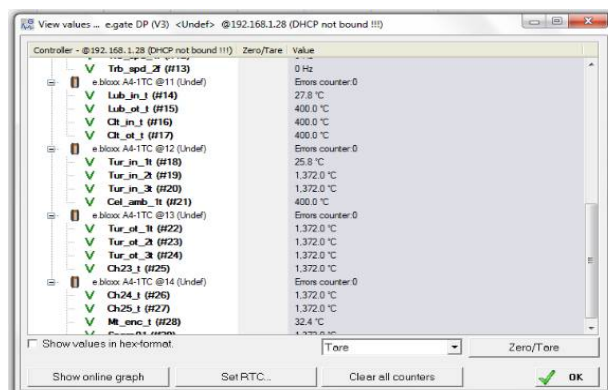 View values ... e.gate DP (V3) <Undef> @192.168.1.28 (DHCP not bound !!!)
Controller - @192.168.1.28 (DHCP not bound !!!) Zero/Tare Value
Trb_spd_2f (#13) 0 Hz
e.bloxx A4-1TC @11 (Undef) Errors counter:0
Lub_in_t (#14) 27.8 °C
Lub_ot_t (#15) 400.0 °C
Clt_in_t (#16) 400.0 °C
Clt_ot_t (#17) 400.0 °C
e.bloxx A4-1TC @12 (Undef) Errors counter:0
Tur_in_1t (#18) 25.8 °C
Tur_in_2t (#19) 1,372.0 °C
Tur_in_3t (#20) 1,372.0 °C
Cel_amb_1t (#21) 400.0 °C
e.bloxx A4-1TC @13 (Undef) Errors counter:0
Tur_ot_1t (#22) 1,372.0 °C
Tur_ot_2t (#23) 1,372.0 °C
Tur_ot_3t (#24) 1,372.0 °C
Ch23_t (#25) 1,372.0 °C
e.bloxx A4-1TC @14 (Undef) Errors counter:0
Ch24_t (#26) 1,372.0 °C
Ch25_t (#27) 1,372.0 °C
Mt_enc_t (#28) 32.4 °C
Show values in hex-format. Tare Zero/Tare
Show online graph Set RTC... Clear all counters OK